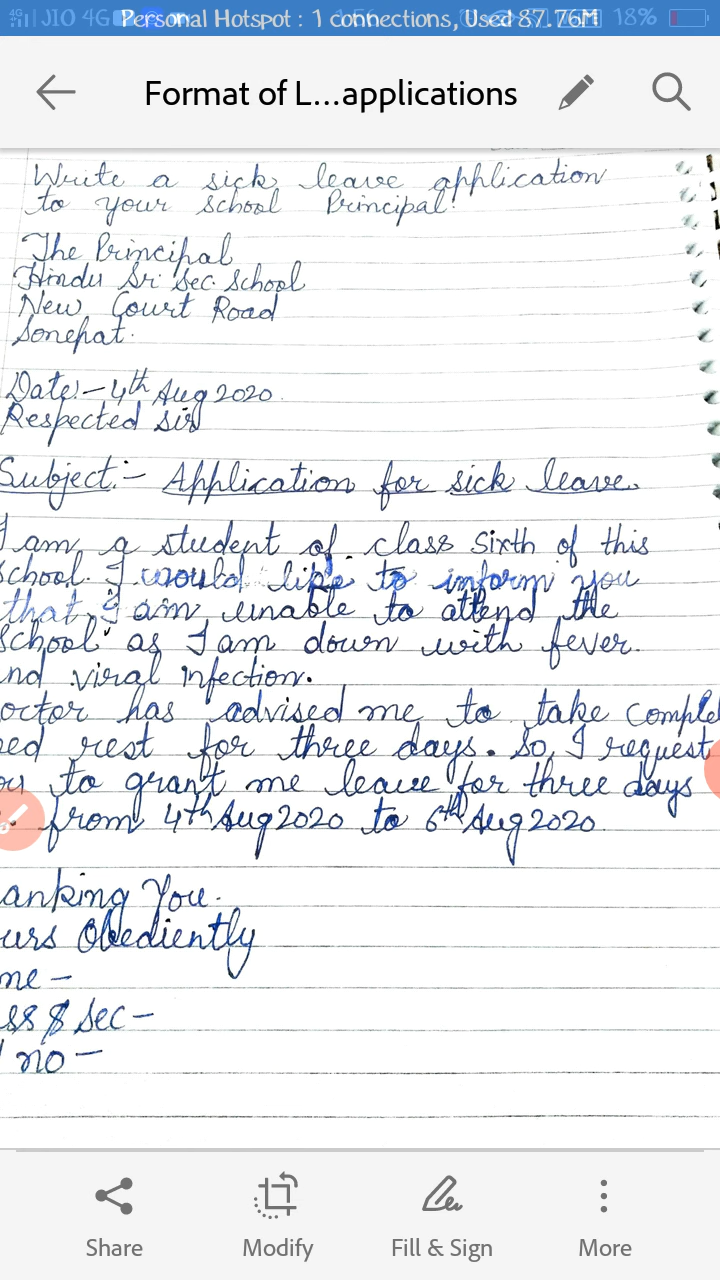 JIO 4G Personal Hotspot : 1 connections, Used 87.76M 18%
Format of L...applications
Write a sick leave application
to your School Principal.
The Principal
Hindu Sr. Sec. School
New Court Road
Sonepat.
Date:- 4th Aug 2020.
Respected Sir
Subject:- Application for sick leave.
I am a student of class sixth of this
school. I would like to inform you
that I am unable to attend the
school as I am down with fever.
nd viral infection.
octor has advised me to take comple
ed rest for three days. So, I request
ou to grant me leave for three days
from 4th Aug 2020 to 6th Aug 2020.
anking You.
urs Obediently
me -
ss & Sec -
no -
Share Modify Fill & Sign More